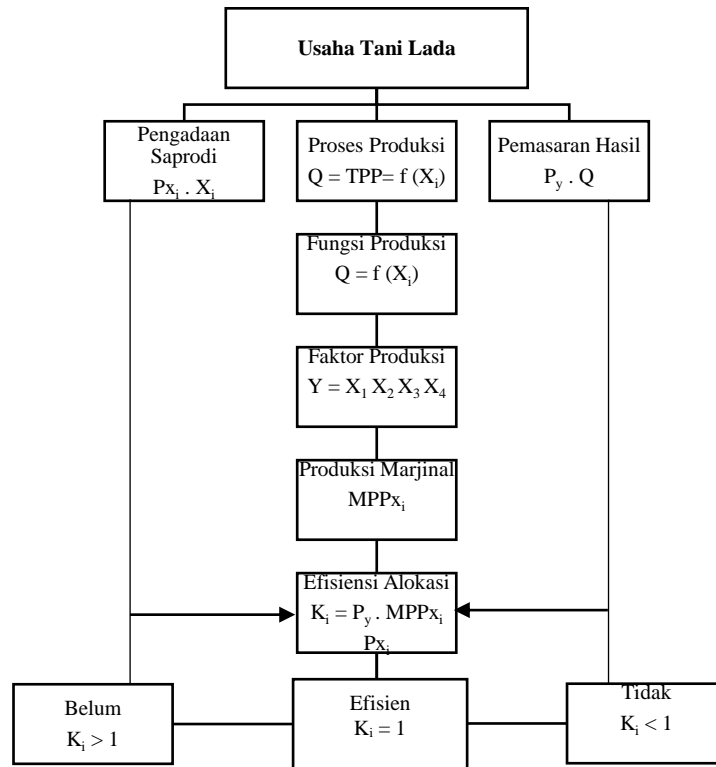 Usaha Tani Lada
Pengadaan
Saprodi
Pxᵢ . Xᵢ
Proses Produksi
Q = TPP= f (Xᵢ)
Pemasaran Hasil
Pᵧ . Q
Fungsi Produksi
Q = f (Xᵢ)
Faktor Produksi
Y = X₁ X₂ X₃ X₄
Produksi Marjinal
MPPxᵢ
Efisiensi Alokasi
Kᵢ = Pᵧ . MPPxᵢ
Pxᵢ
Belum
Kᵢ > 1
Efisien
Kᵢ = 1
Tidak
Kᵢ < 1